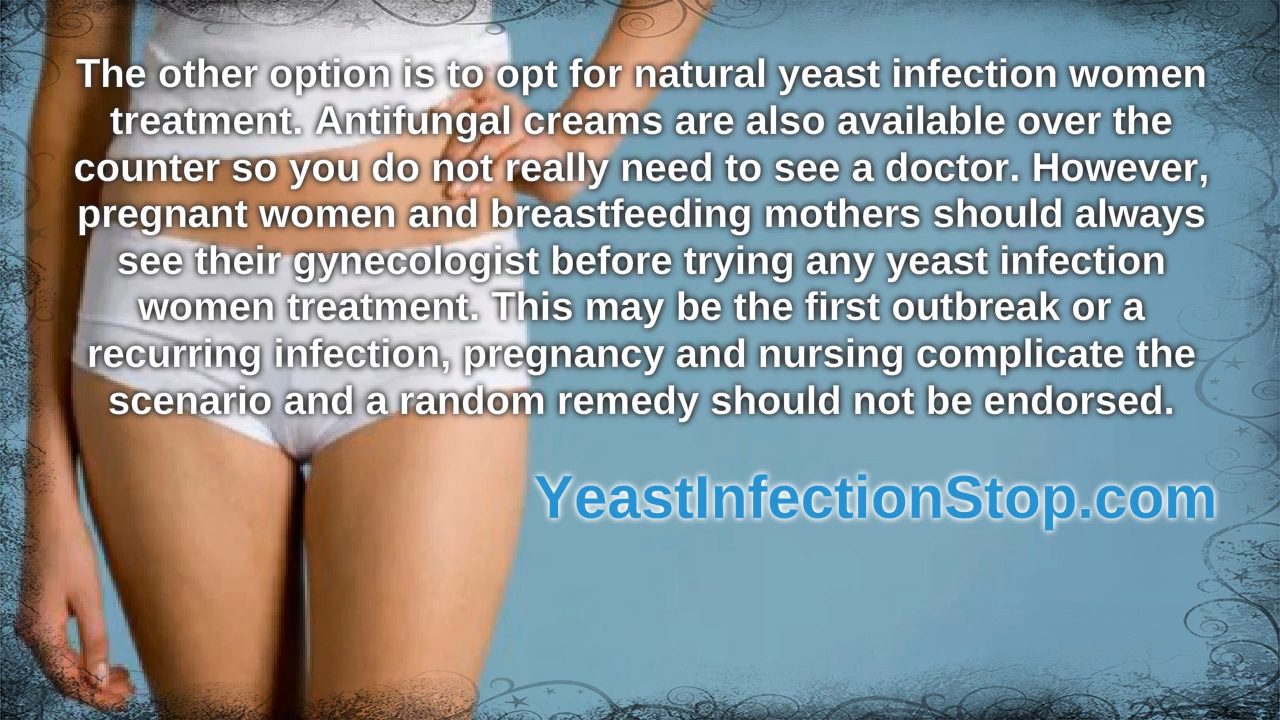 The other option is to opt for natural yeast infection women
treatment. Antifungal creams are also available over the
counter so you do not really need to see a doctor. However,
pregnant women and breastfeeding mothers should always
see their gynecologist before trying any yeast infection
women treatment. This may be the first outbreak or a
recurring infection, pregnancy and nursing complicate the
scenario and a random remedy should not be endorsed.
YeastInfectionStop.com